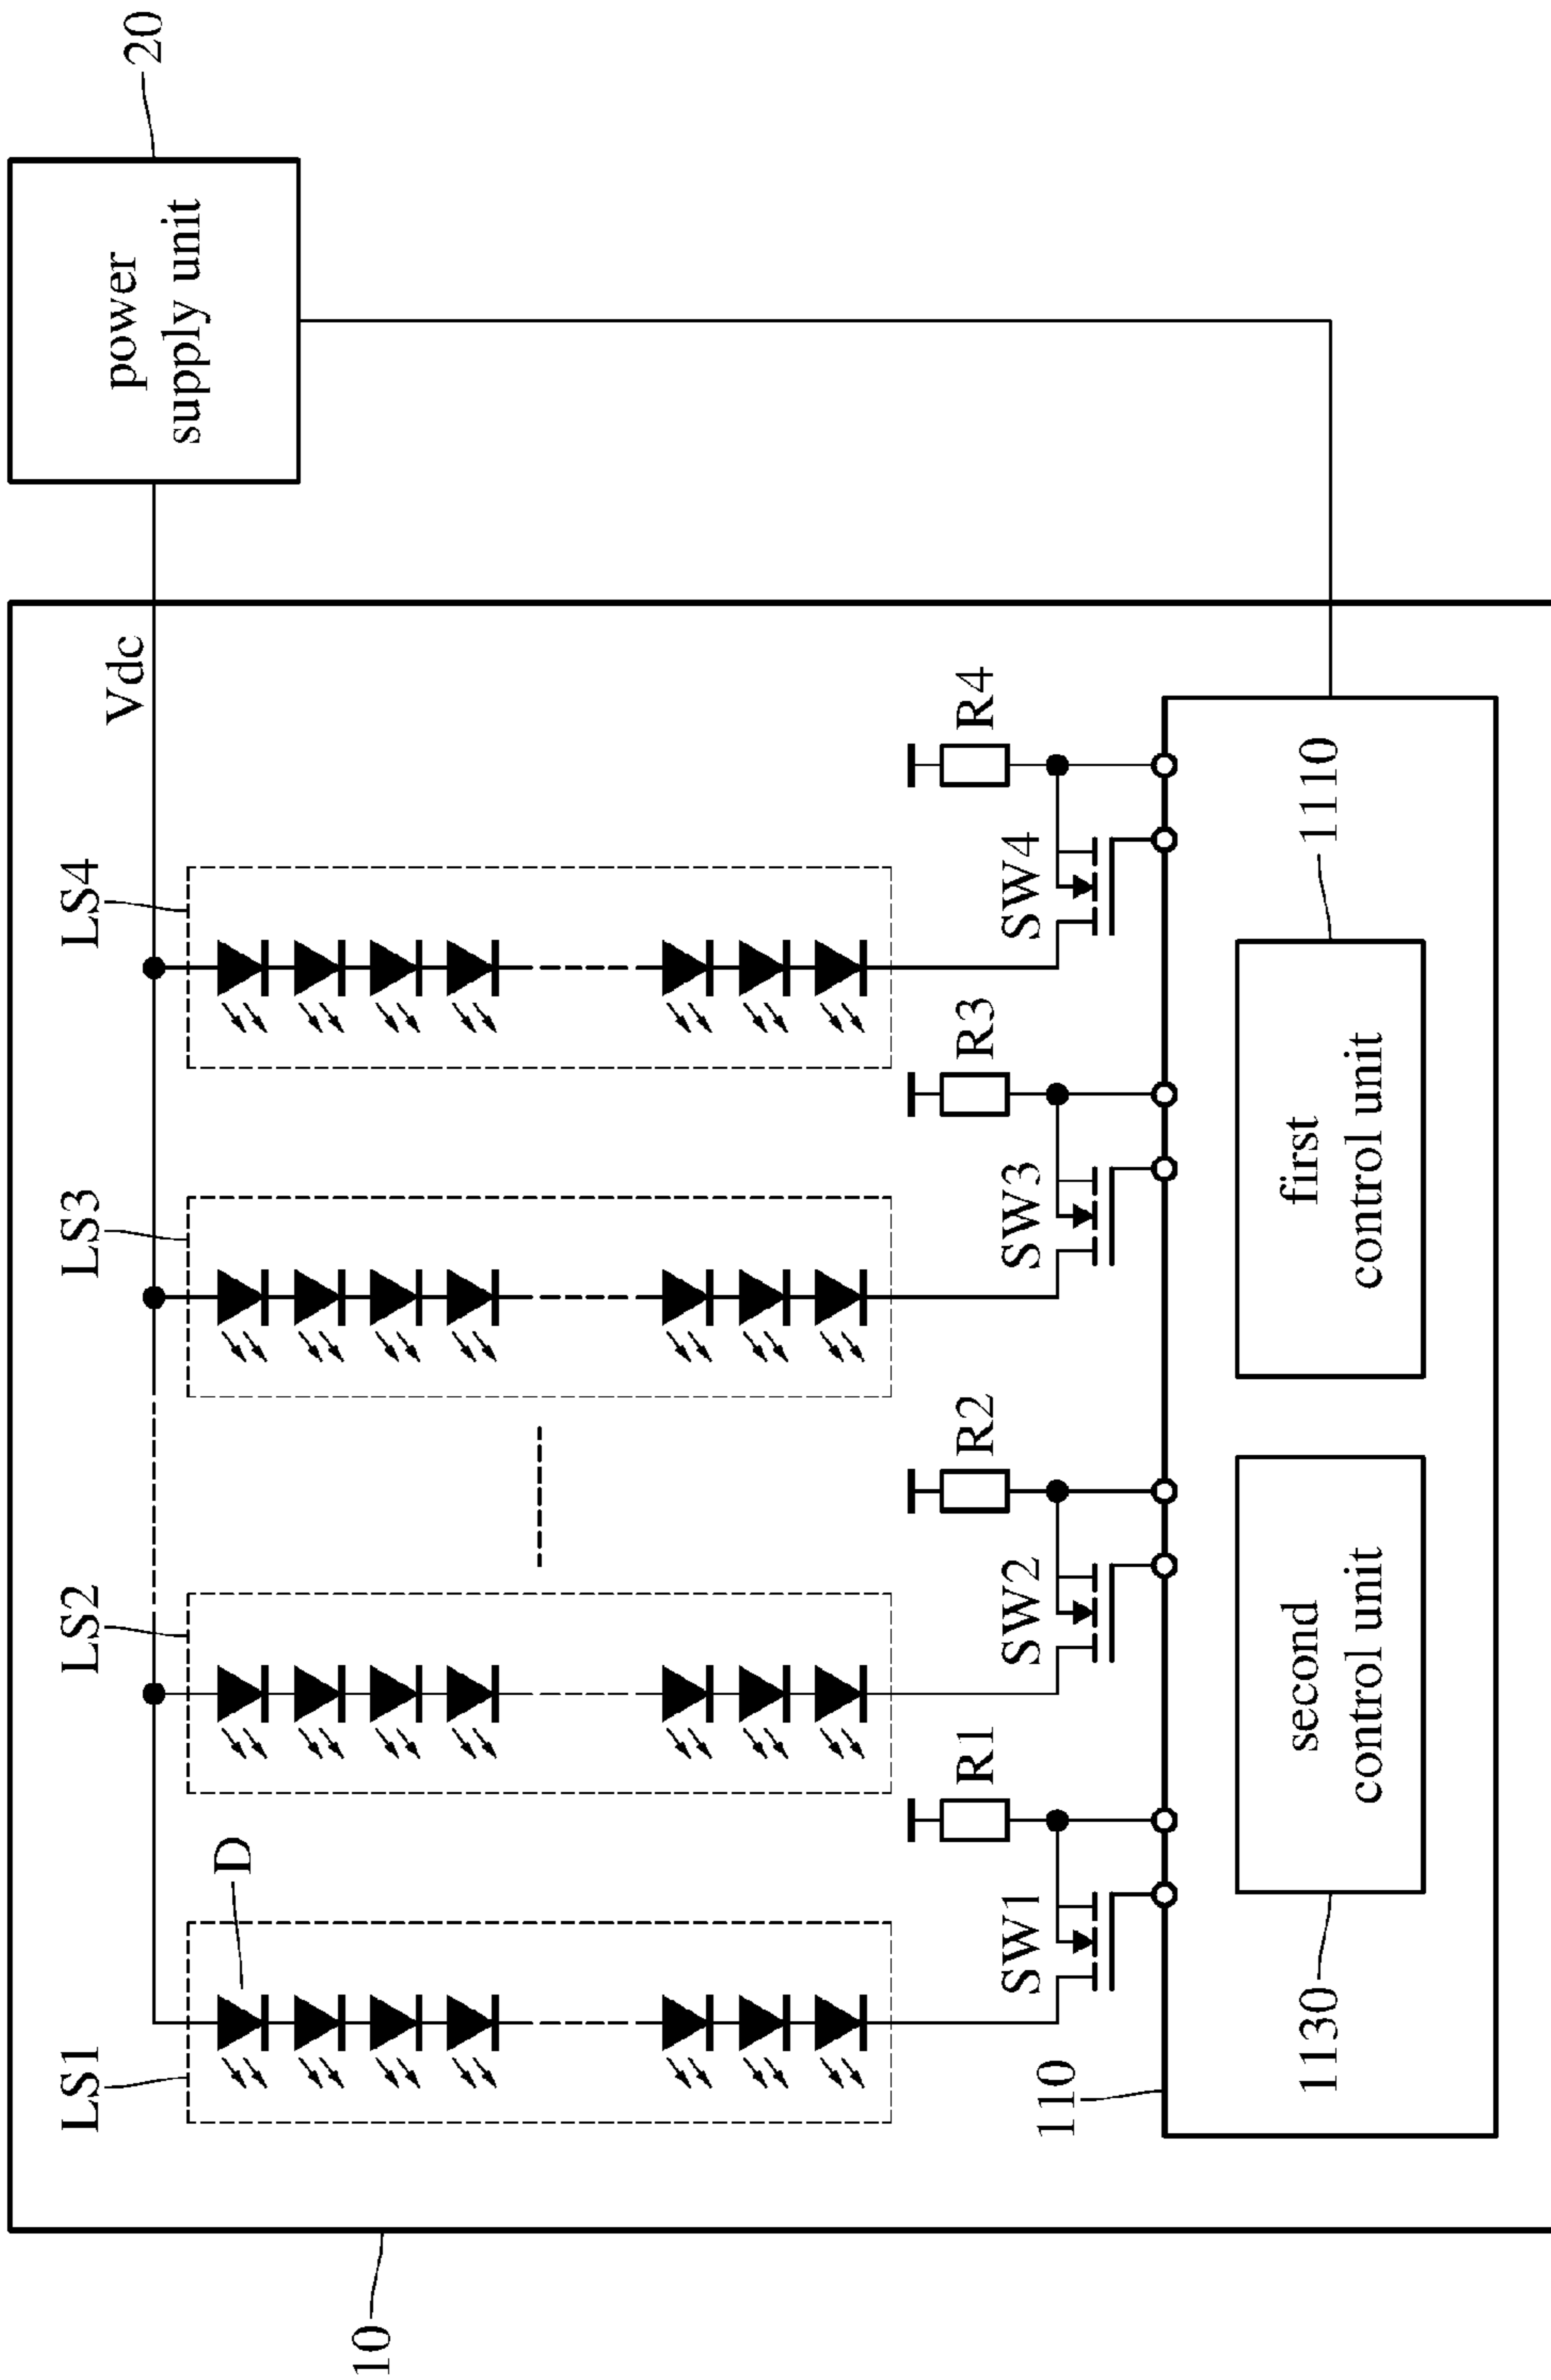 10
LS1
D
LS2
LS3
LS4
Vdc
power
supply unit
20
SW1
R1
SW2
R2
SW3
R3
SW4
R4
110
1130
second
control unit
first
control unit
1110